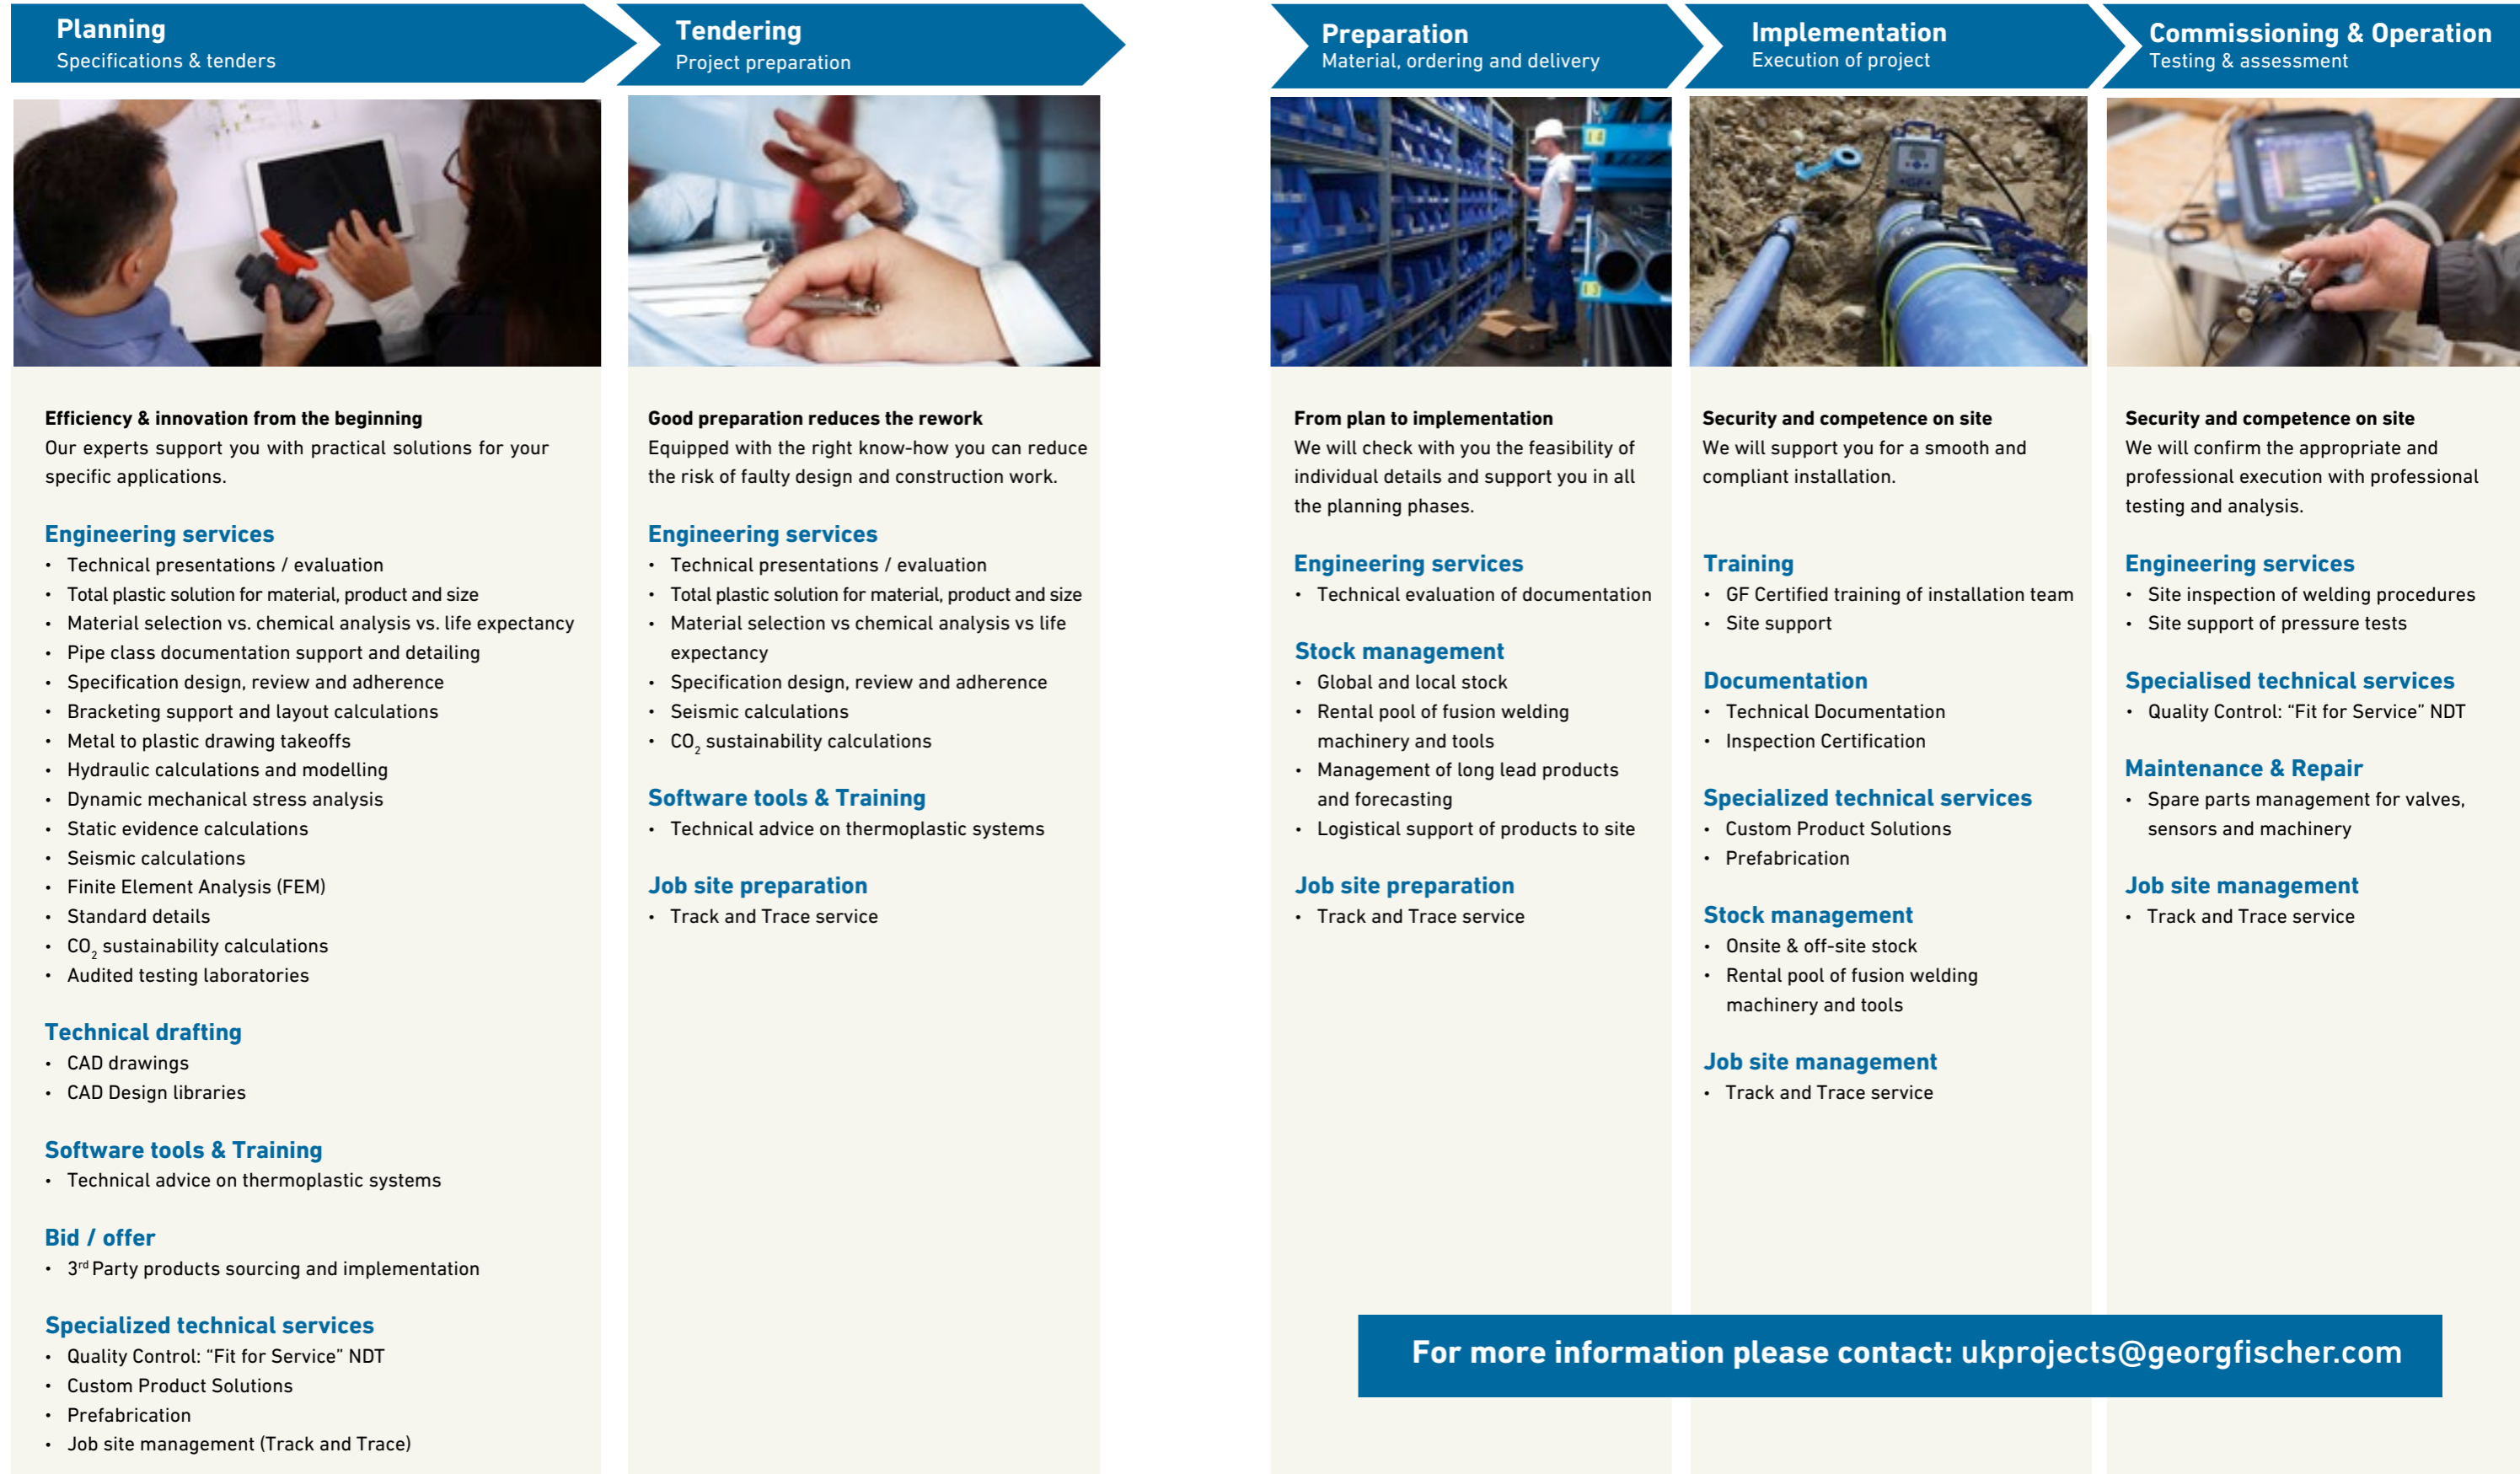 Planning
Specifications & tenders
Efficiency & innovation from the beginning
Our experts support you with practical solutions for your
specific applications.
Engineering services
• Technical presentations / evaluation
• Total plastic solution for material, product and size
• Material selection vs. chemical analysis vs. life expectancy
• Pipe class documentation support and detailing
• Specification design, review and adherence
• Bracketing support and layout calculations
• Metal to plastic drawing takeoffs
• Hydraulic calculations and modelling
• Dynamic mechanical stress analysis
• Static evidence calculations
• Seismic calculations
• Finite Element Analysis (FEM)
• Standard details
• CO₂ sustainability calculations
• Audited testing laboratories
Technical drafting
• CAD drawings
• CAD Design libraries
Software tools & Training
• Technical advice on thermoplastic systems
Bid / offer
• 3rd Party products sourcing and implementation
Specialized technical services
• Quality Control: “Fit for Service” NDT
• Custom Product Solutions
• Prefabrication
• Job site management (Track and Trace)
Tendering
Project preparation
Good preparation reduces the rework
Equipped with the right know-how you can reduce
the risk of faulty design and construction work.
Engineering services
• Technical presentations / evaluation
• Total plastic solution for material, product and size
• Material selection vs chemical analysis vs life
expectancy
• Specification design, review and adherence
• Seismic calculations
• CO₂ sustainability calculations
Software tools & Training
• Technical advice on thermoplastic systems
Job site preparation
• Track and Trace service
Preparation
Material, ordering and delivery
14
13
From plan to implementation
We will check with you the feasibility of
individual details and support you in all
the planning phases.
Engineering services
• Technical evaluation of documentation
Stock management
• Global and local stock
• Rental pool of fusion welding
machinery and tools
• Management of long lead products
and forecasting
• Logistical support of products to site
Job site preparation
• Track and Trace service
Implementation
Execution of project
+GF+
Security and competence on site
We will support you for a smooth and
compliant installation.
Training
• GF Certified training of installation team
• Site support
Documentation
• Technical Documentation
• Inspection Certification
Specialized technical services
• Custom Product Solutions
• Prefabrication
Stock management
• Onsite & off-site stock
• Rental pool of fusion welding
machinery and tools
Job site management
• Track and Trace service
Commissioning & Operation
Testing & assessment
Security and competence on site
We will confirm the appropriate and
professional execution with professional
testing and analysis.
Engineering services
• Site inspection of welding procedures
• Site support of pressure tests
Specialised technical services
• Quality Control: “Fit for Service” NDT
Maintenance & Repair
• Spare parts management for valves,
sensors and machinery
Job site management
• Track and Trace service
For more information please contact: ukprojects@georgfischer.com